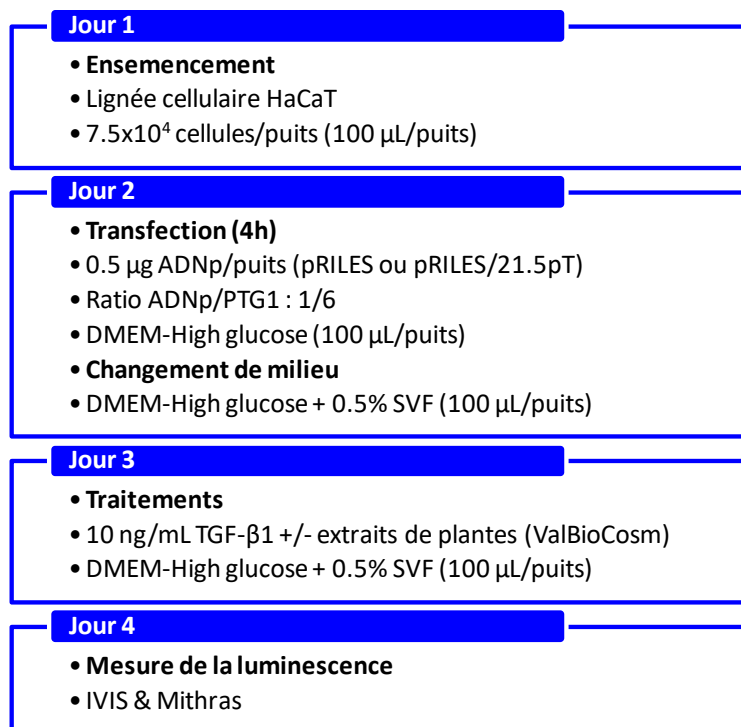 Jour 1
• Ensemencement
• Lignée cellulaire HaCaT
• 7.5x10⁴ cellules/puits (100 µL/puits)
Jour 2
• Transfection (4h)
• 0.5 µg ADNp/puits (pRILES ou pRILES/21.5pT)
• Ratio ADNp/PTG1 : 1/6
• DMEM-High glucose (100 µL/puits)
• Changement de milieu
• DMEM-High glucose + 0.5% SVF (100 µL/puits)
Jour 3
• Traitements
• 10 ng/mL TGF-β1 +/- extraits de plantes (ValBioCosm)
• DMEM-High glucose + 0.5% SVF (100 µL/puits)
Jour 4
• Mesure de la luminescence
• IVIS & Mithras